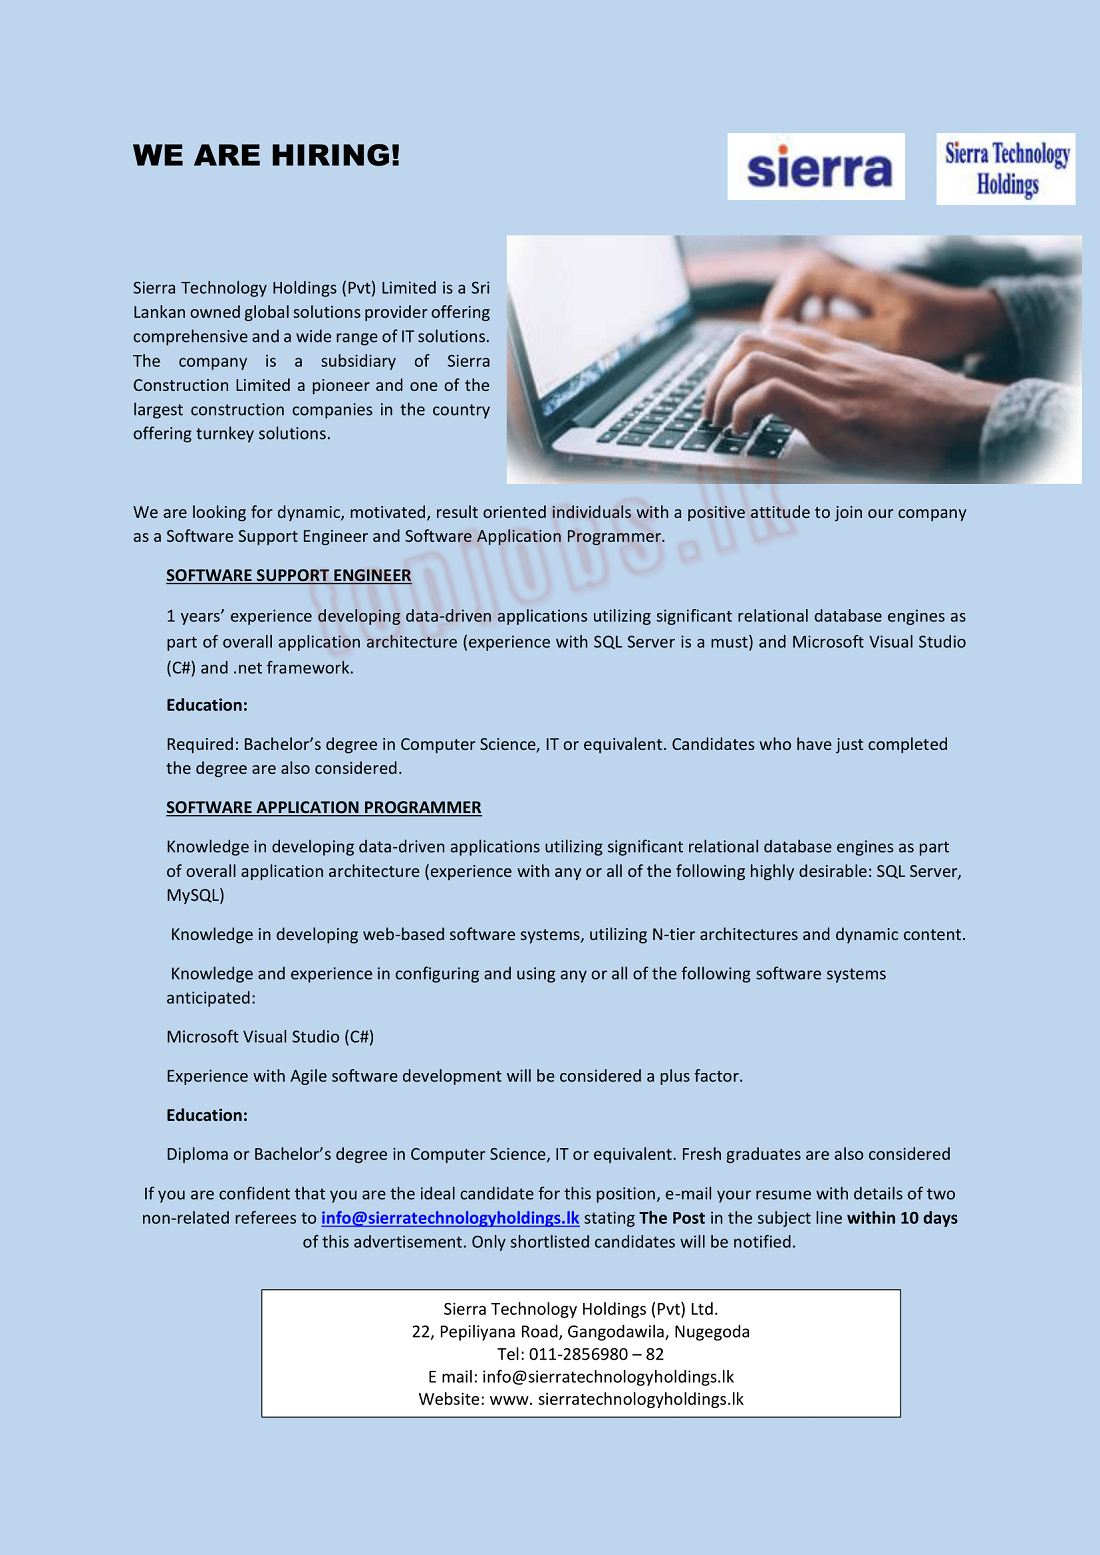 WE ARE HIRING!
sierra
Sierra Technology
Holdings
Sierra Technology Holdings (Pvt) Limited is a Sri
Lankan owned global solutions provider offering
comprehensive and a wide range of IT solutions.
The company is a subsidiary of Sierra
Construction Limited a pioneer and one of the
largest construction companies in the country
offering turnkey solutions.
We are looking for dynamic, motivated, result oriented individuals with a positive attitude to join our company
as a Software Support Engineer and Software Application Programmer.
topjobs.lk
SOFTWARE SUPPORT ENGINEER
1 years’ experience developing data-driven applications utilizing significant relational database engines as
part of overall application architecture (experience with SQL Server is a must) and Microsoft Visual Studio
(C#) and .net framework.
Education:
Required: Bachelor’s degree in Computer Science, IT or equivalent. Candidates who have just completed
the degree are also considered.
SOFTWARE APPLICATION PROGRAMMER
Knowledge in developing data-driven applications utilizing significant relational database engines as part
of overall application architecture (experience with any or all of the following highly desirable: SQL Server,
MySQL)
Knowledge in developing web-based software systems, utilizing N-tier architectures and dynamic content.
Knowledge and experience in configuring and using any or all of the following software systems
anticipated:
Microsoft Visual Studio (C#)
Experience with Agile software development will be considered a plus factor.
Education:
Diploma or Bachelor’s degree in Computer Science, IT or equivalent. Fresh graduates are also considered
If you are confident that you are the ideal candidate for this position, e-mail your resume with details of two
non-related referees to info@sierratechnologyholdings.lk stating The Post in the subject line within 10 days
of this advertisement. Only shortlisted candidates will be notified.
Sierra Technology Holdings (Pvt) Ltd.
22, Pepiliyana Road, Gangodawila, Nugegoda
Tel: 011-2856980 – 82
E mail: info@sierratechnologyholdings.lk
Website: www. sierratechnologyholdings.lk